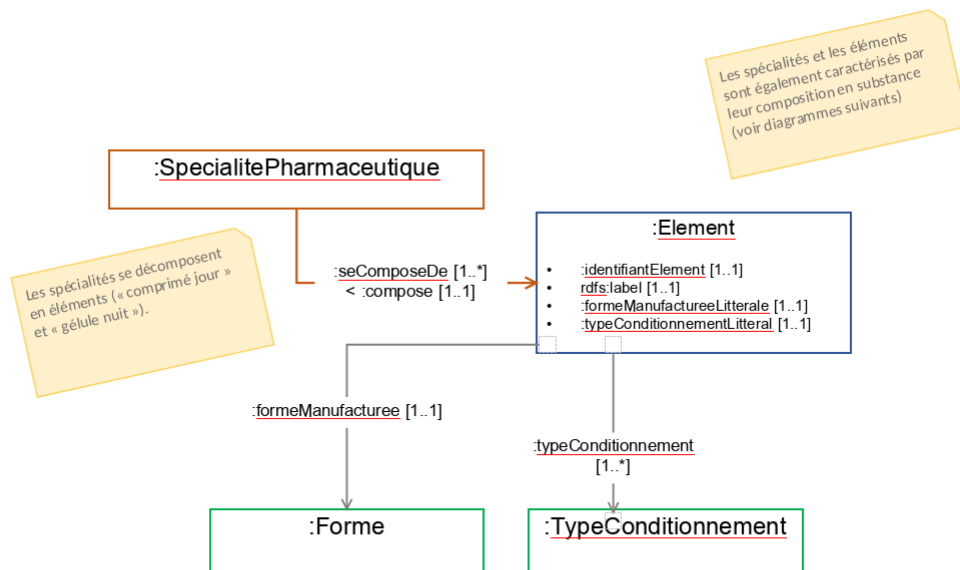 Les spécialités et les éléments
sont également caractérisés par
leur composition en substance
(voir diagrammes suivants)
:SpecialitePharmaceutique
:Element
• :identifiantElement [1..1]
• rdfs:label [1..1]
• :formeManufactureeLitterale [1..1]
• :typeConditionnementLitteral [1..1]
:seComposeDe [1..*]
< :compose [1..1]
Les spécialités se décomposent
en éléments (« comprimé jour »
et « gélule nuit »).
:formeManufacturee [1..1]
:typeConditionnement
[1..*]
:Forme
:TypeConditionnement